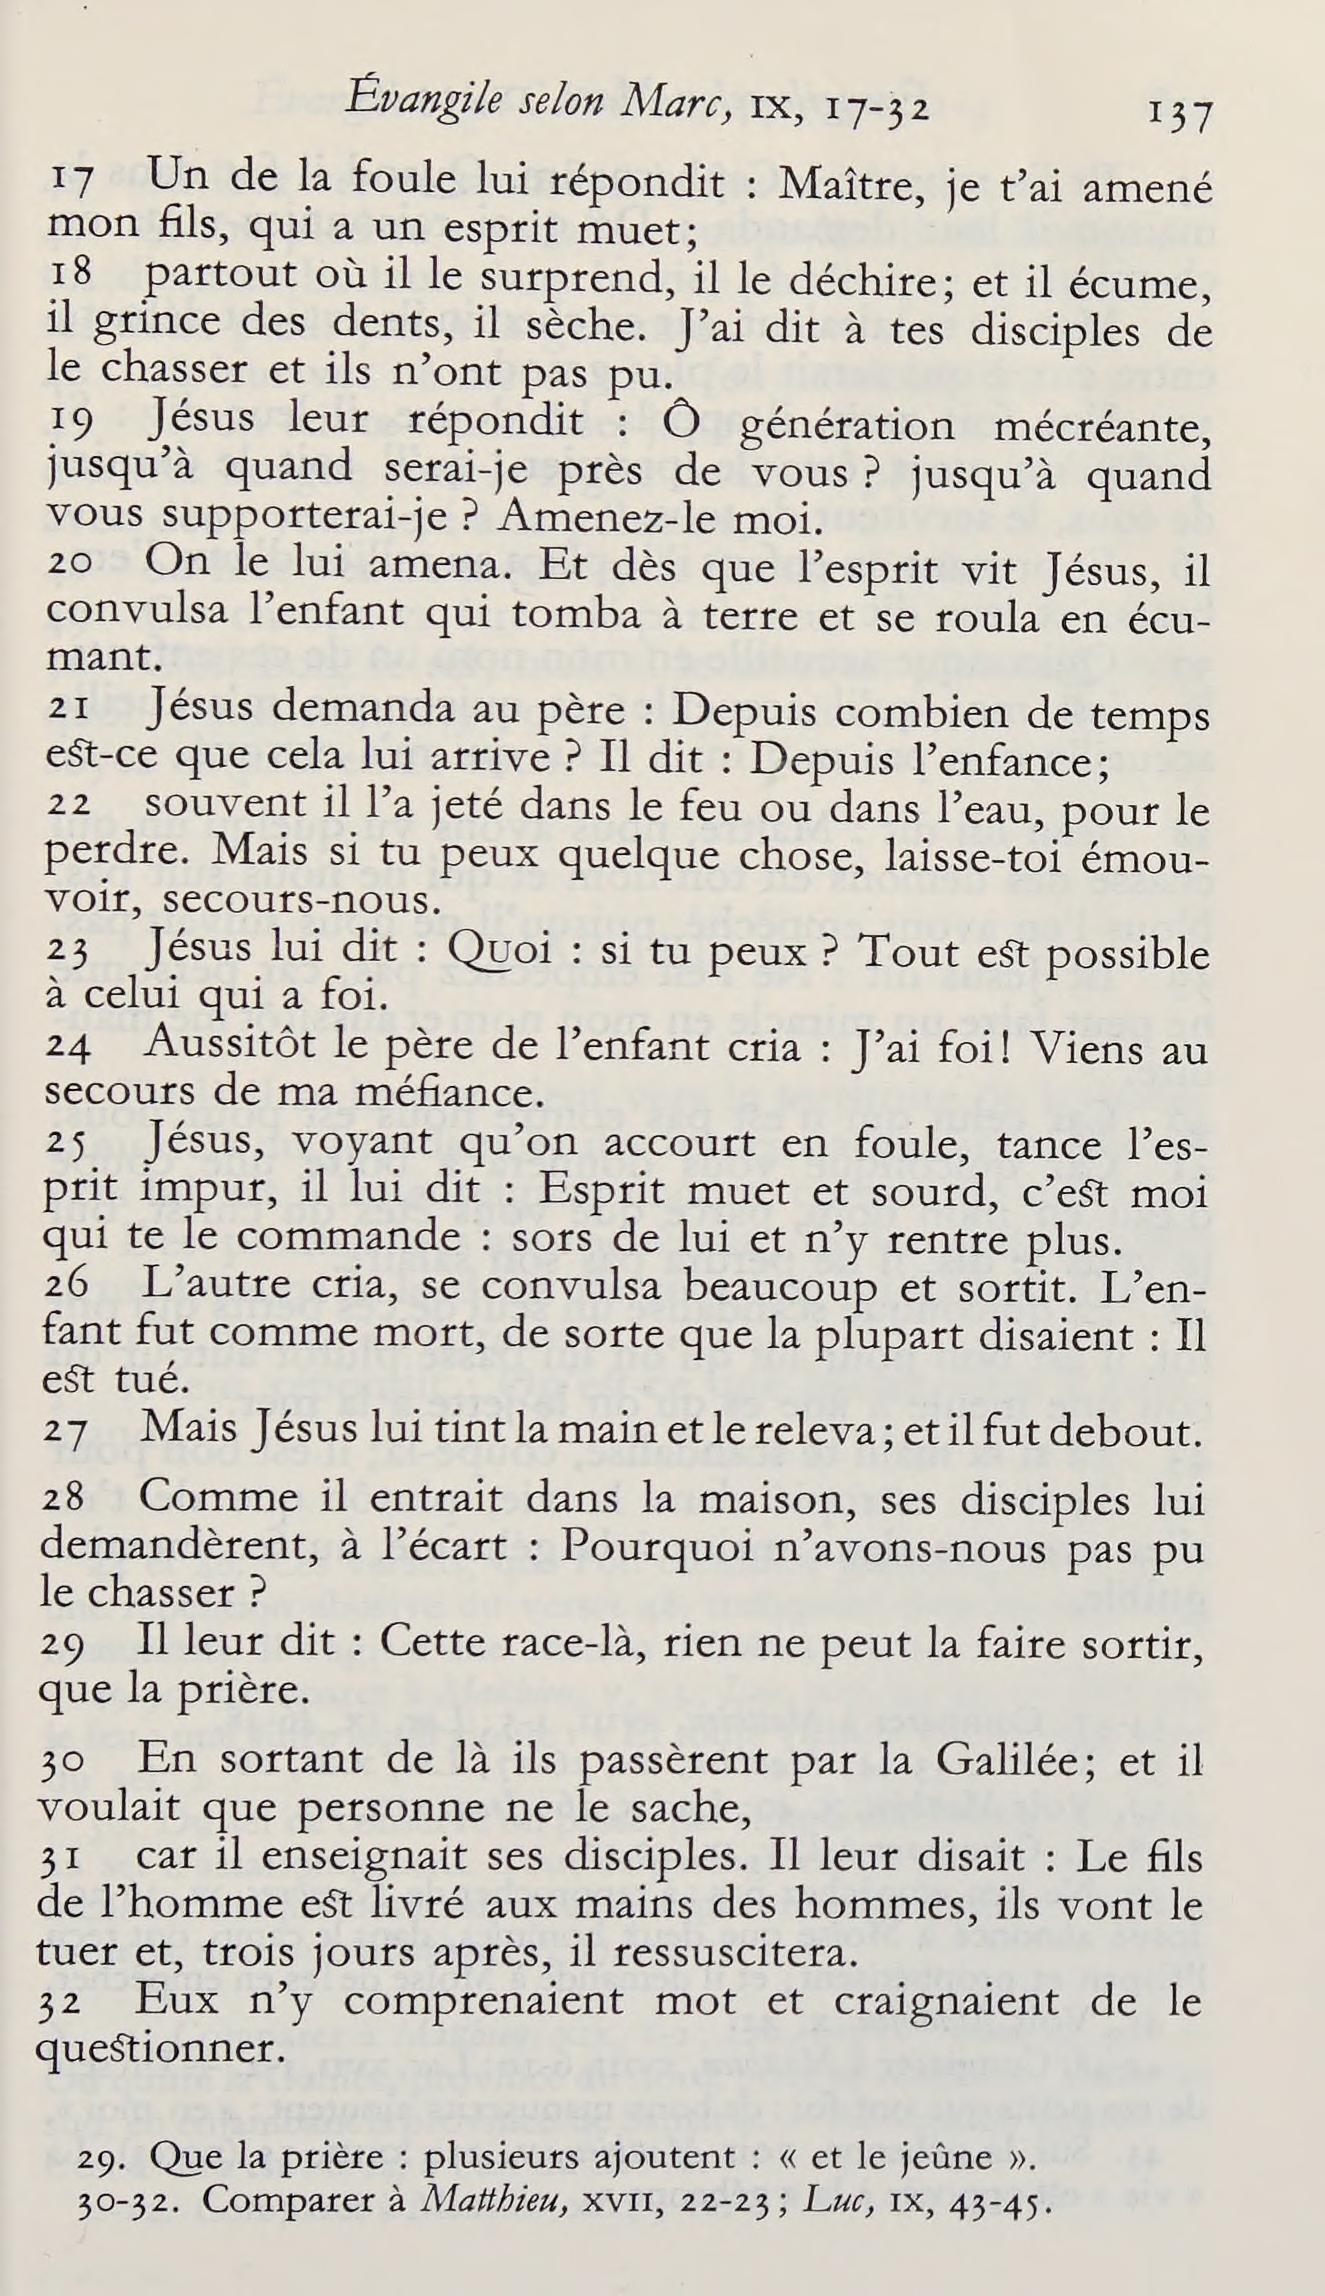 Évangile selon Marc, IX, 17-32 137
17 Un de la foule lui répondit : Maître, je t'ai amené
mon fils, qui a un esprit muet;
18 partout où il le surprend, il le déchire; et il écume,
il grince des dents, il sèche. J'ai dit à tes disciples de
le chasser et ils n'ont pas pu.
19 Jésus leur répondit : Ô génération mécréante,
jusqu'à quand serai-je près de vous ? jusqu'à quand
vous supporterai-je ? Amenez-le moi.
20 On le lui amena. Et dès que l'esprit vit Jésus, il
convulsa l'enfant qui tomba à terre et se roula en écu-
mant.
21 Jésus demanda au père : Depuis combien de temps
est-ce que cela lui arrive ? Il dit : Depuis l'enfance;
22 souvent il l'a jeté dans le feu ou dans l'eau, pour le
perdre. Mais si tu peux quelque chose, laisse-toi émou-
voir, secours-nous.
23 Jésus lui dit : Quoi : si tu peux ? Tout est possible
à celui qui a foi.
24 Aussitôt le père de l'enfant cria : J'ai foi! Viens au
secours de ma méfiance.
25 Jésus, voyant qu'on accourt en foule, tance l'es-
prit impur, il lui dit : Esprit muet et sourd, c'est moi
qui te le commande : sors de lui et n'y rentre plus.
26 L'autre cria, se convulsa beaucoup et sortit. L'en-
fant fut comme mort, de sorte que la plupart disaient : Il
est tué.
27 Mais Jésus lui tint la main et le releva; et il fut debout.
28 Comme il entrait dans la maison, ses disciples lui
demandèrent, à l'écart : Pourquoi n'avons-nous pas pu
le chasser ?
29 Il leur dit : Cette race-là, rien ne peut la faire sortir,
que la prière.
30 En sortant de là ils passèrent par la Galilée; et il
voulait que personne ne le sache,
31 car il enseignait ses disciples. Il leur disait : Le fils
de l'homme est livré aux mains des hommes, ils vont le
tuer et, trois jours après, il ressuscitera.
32 Eux n'y comprenaient mot et craignaient de le
questionner.
29. Que la prière : plusieurs ajoutent : « et le jeûne ».
30-32. Comparer à Matthieu, XVII, 22-23; Luc, IX, 43-45.